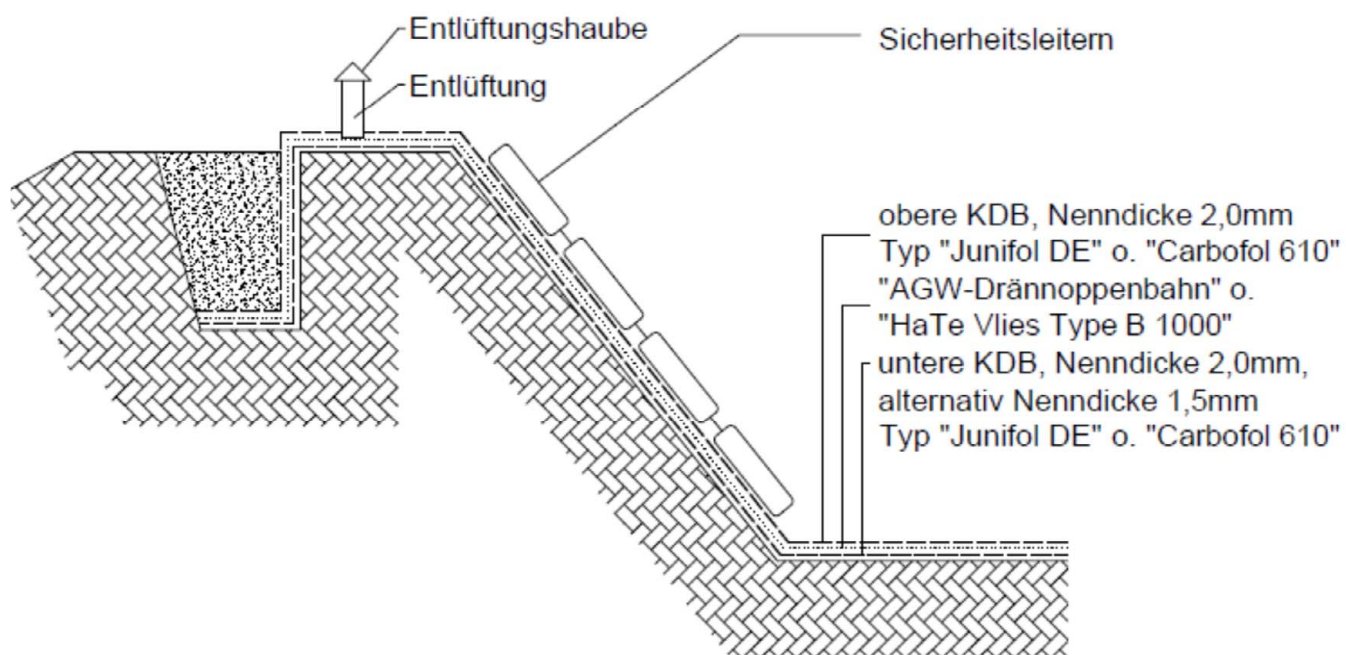 Entlüftungshaube
Entlüftung
Sicherheitsleitern
obere KDB, Nenndicke 2,0mm
Typ "Junifol DE" o. "Carbofol 610"
"AGW-Drännoppenbahn" o.
"HaTe Vlies Type B 1000"
untere KDB, Nenndicke 2,0mm,
alternativ Nenndicke 1,5mm
Typ "Junifol DE" o. "Carbofol 610"